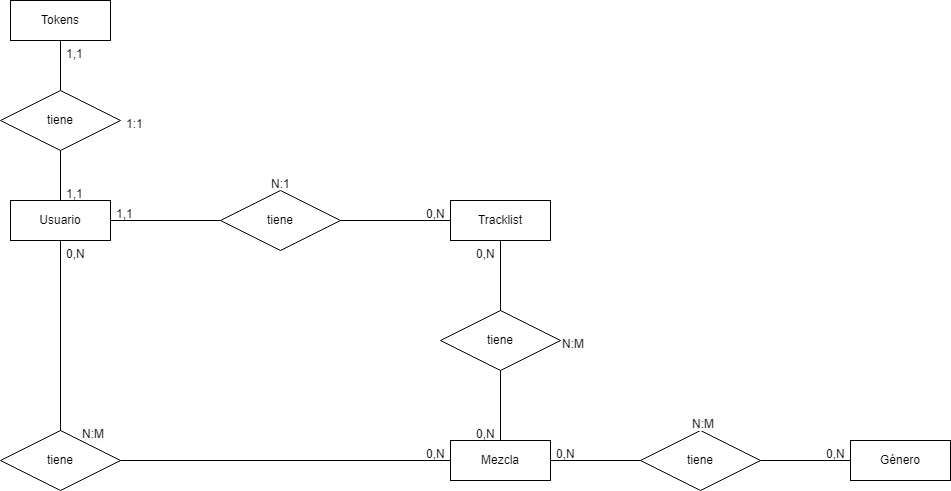 Tokens
1,1
tiene
1:1
1,1
Usuario
1,1
N:1
tiene
0,N
Tracklist
0,N
0,N
tiene
N:M
0,N
N:M
tiene
0,N
Mezcla
0,N
N:M
tiene
0,N
Género